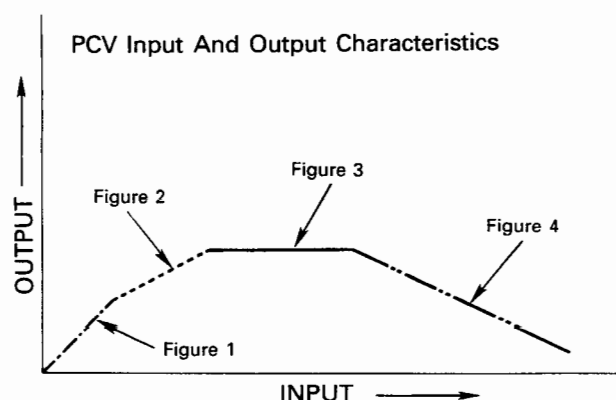 PCV Input And Output Characteristics
Figure 3
Figure 2
Figure 4
OUTPUT
Figure 1
INPUT